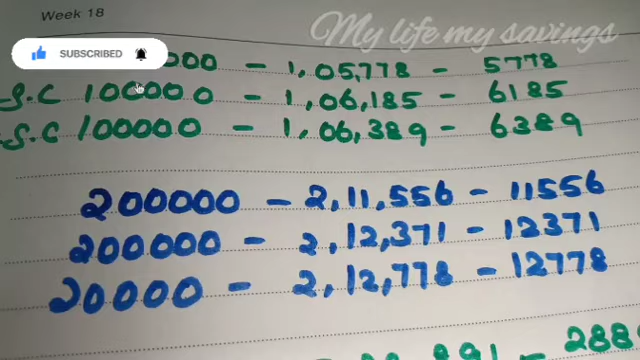 Week 18
My life my savings
SUBSCRIBED
000 - 1,05,778 - 5778
S.C 100000 - 1,06,185 - 6185
S.C 100000 - 1,06,389 - 6389
200000 - 2,11,556 - 11556
200000 - 2,12,371 - 12371
20000 - 2,12,778 - 12778